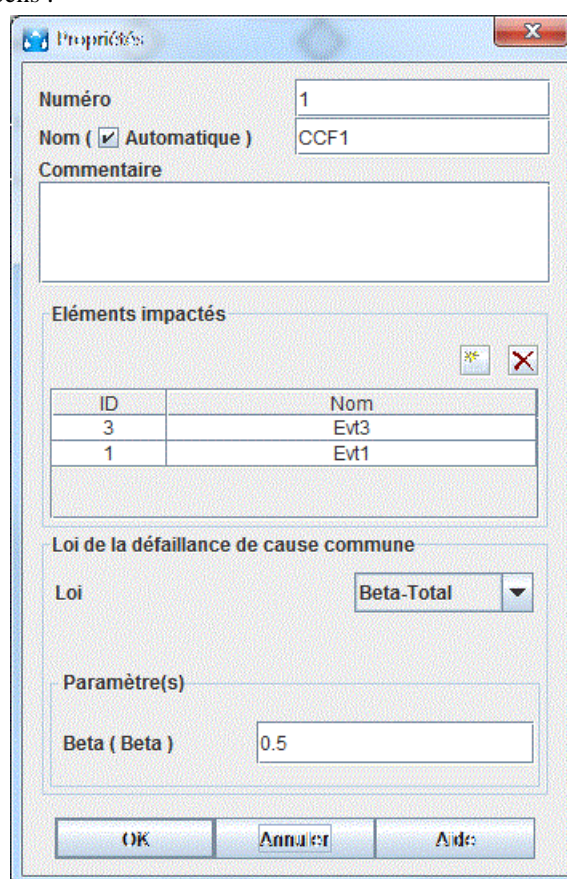 Propriétés
Numéro 1
Nom ( Automatique ) CCF1
Commentaire
Eléments impactés
ID Nom
3 Evt3
1 Evt1
Loi de la défaillance de cause commune
Loi Beta-Total
Paramètre(s)
Beta ( Beta ) 0.5
OK Annuler Aide